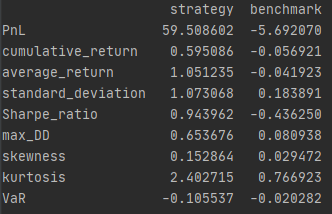 strategy benchmark
PnL 59.508602 -5.692070
cumulative_return 0.595086 -0.056921
average_return 1.051235 -0.041923
standard_deviation 1.073068 0.183891
Sharpe_ratio 0.943962 -0.436250
max_DD 0.653676 0.080938
skewness 0.152864 0.029472
kurtosis 2.402715 0.766923
VaR -0.105537 -0.020282